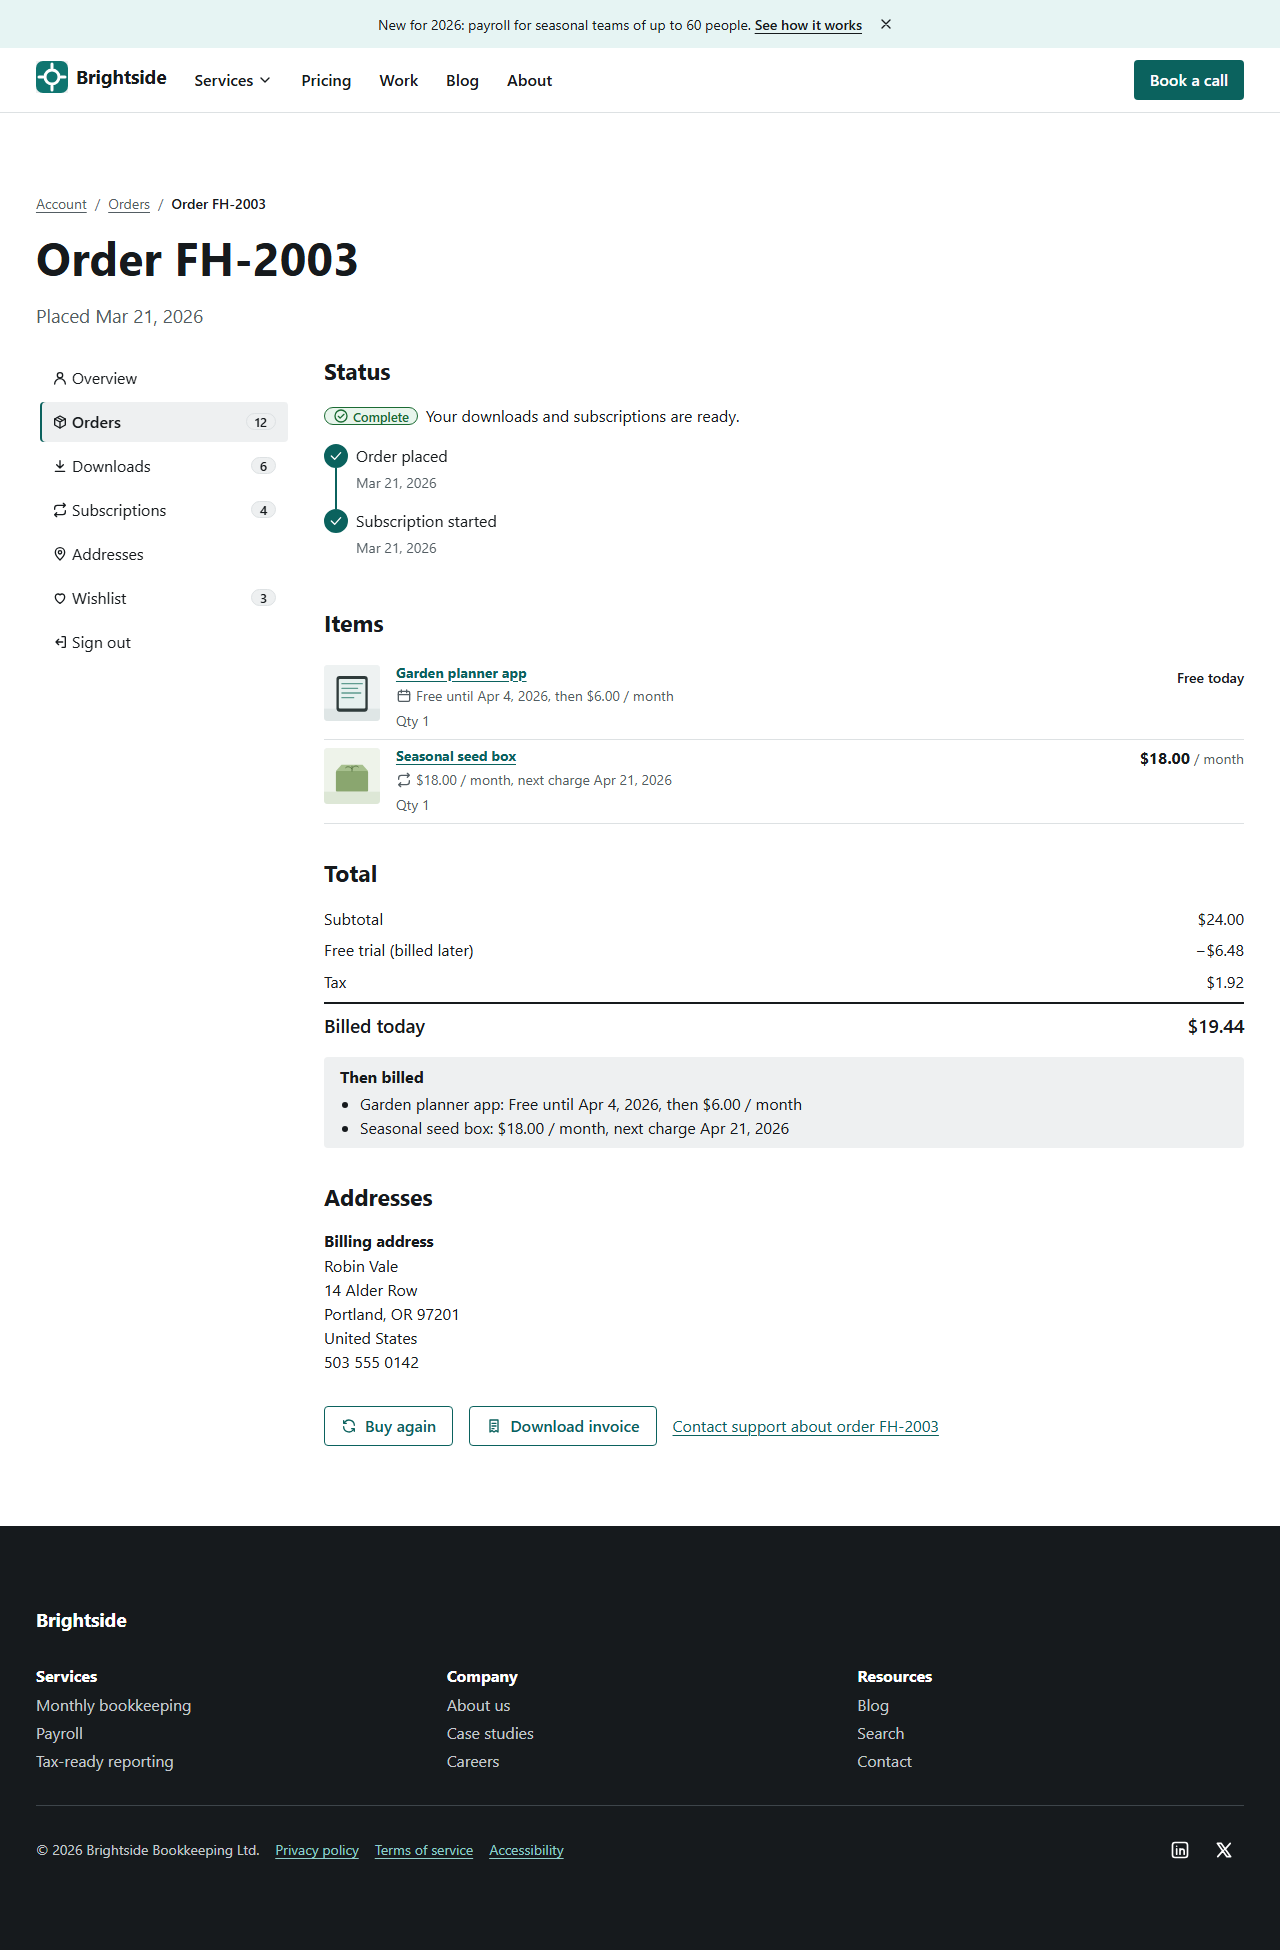 New for 2026: payroll for seasonal teams of up to 60 people. See how it works
Brightside
Services
Pricing
Work
Blog
About
Book a call
Account / Orders / Order FH-2003
Order FH-2003
Placed Mar 21, 2026
Overview
Orders 12
Downloads 6
Subscriptions 4
Addresses
Wishlist 3
Sign out
Status
Complete Your downloads and subscriptions are ready.
Order placed
Mar 21, 2026
Subscription started
Mar 21, 2026
Items
Garden planner app
Free today
Free until Apr 4, 2026, then $6.00 / month
Qty 1
Seasonal seed box
$18.00 / month
$18.00 / month, next charge Apr 21, 2026
Qty 1
Total
Subtotal $24.00
Free trial (billed later) −$6.48
Tax $1.92
Billed today $19.44
Then billed
• Garden planner app: Free until Apr 4, 2026, then $6.00 / month
• Seasonal seed box: $18.00 / month, next charge Apr 21, 2026
Addresses
Billing address
Robin Vale
14 Alder Row
Portland, OR 97201
United States
503 555 0142
Buy again
Download invoice
Contact support about order FH-2003
Brightside
Services
Monthly bookkeeping
Payroll
Tax-ready reporting
Company
About us
Case studies
Careers
Resources
Blog
Search
Contact
© 2026 Brightside Bookkeeping Ltd. Privacy policy Terms of service Accessibility